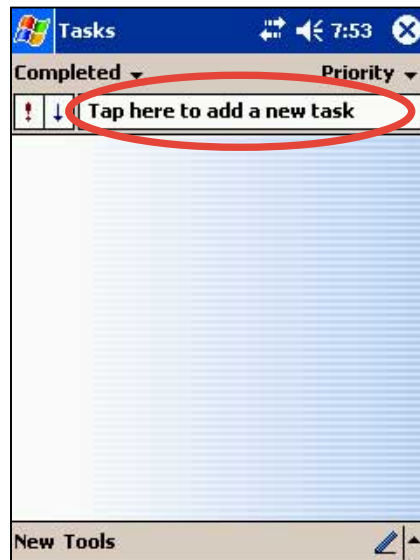 Tasks 7:53
Completed Priority
! ↓ Tap here to add a new task
New Tools